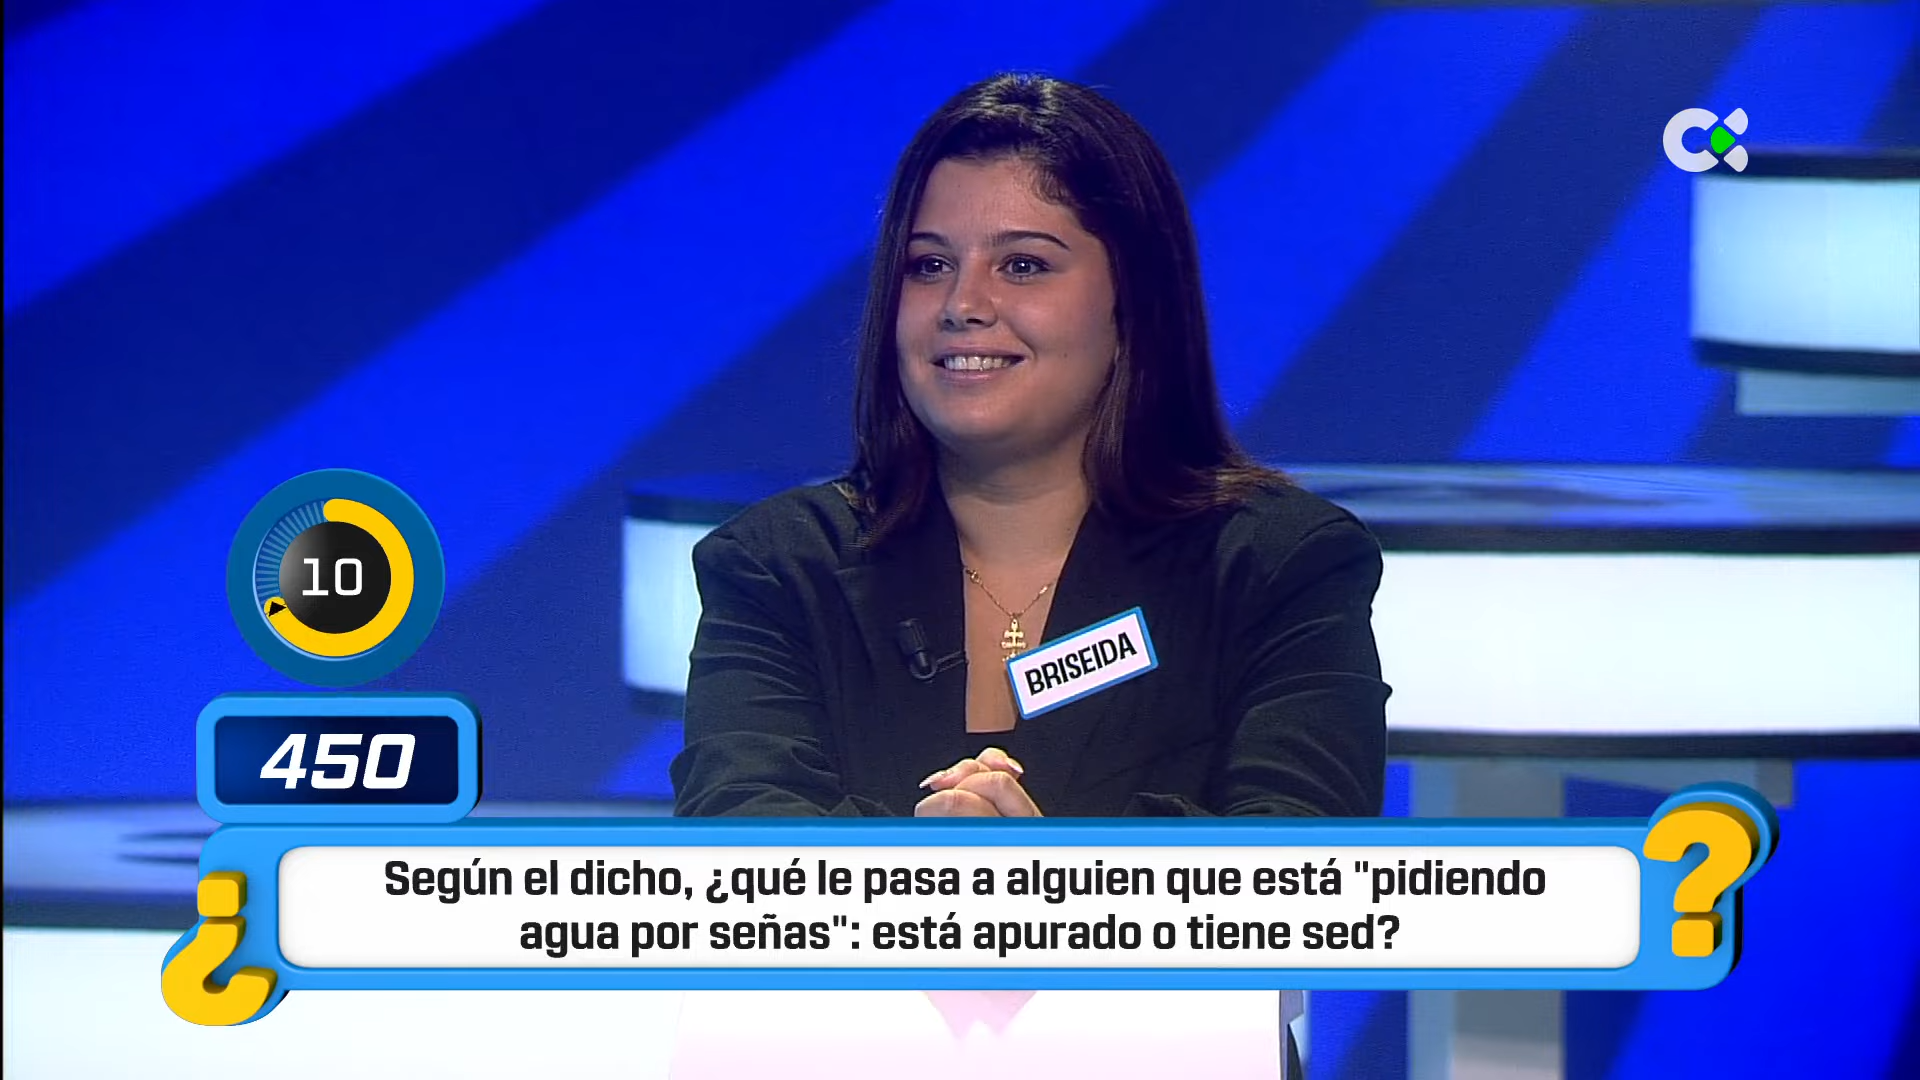 10
BRISEIDA
450
Según el dicho, ¿qué le pasa a alguien que está "pidiendo
agua por señas": está apurado o tiene sed?